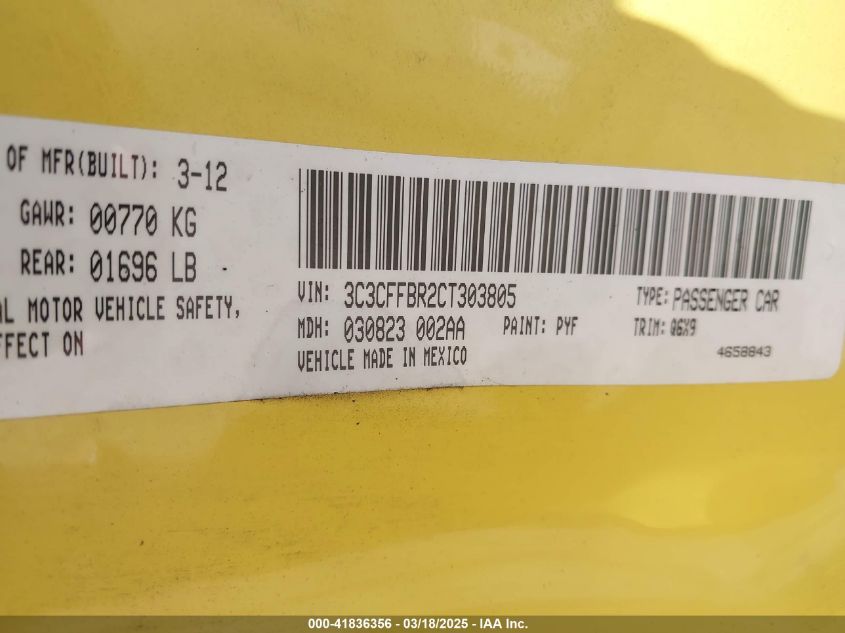 OF MFR(BUILT): 3-12
GAWR: 00770 KG
REAR: 01696 LB
AL MOTOR VEHICLE SAFETY,
FFECT ON
VIN: 3C3CFFBR2CT303805
TYPE: PASSENGER CAR
MDH: 030823 002AA
PAINT: PYF
TRIM: Q6X9
VEHICLE MADE IN MEXICO
4658843
000-41836356 - 03/18/2025 - IAA Inc.